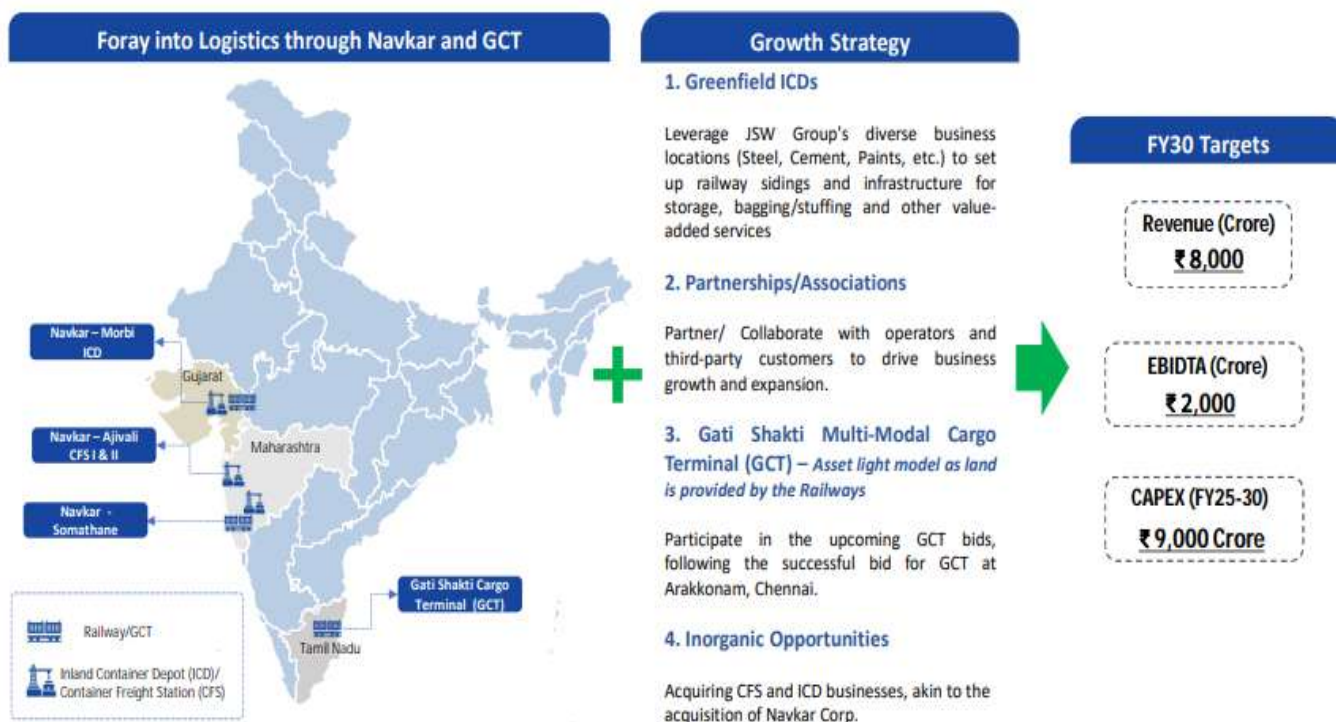 Foray into Logistics through Navkar and GCT
Navkar – Morbi
ICD
Gujarat
Navkar – Ajivali
CFS I & II
Maharashtra
Navkar -
Somathane
Gati Shakti Cargo
Terminal (GCT)
Tamil Nadu
Railway/GCT
Inland Container Depot (ICD)/
Container Freight Station (CFS)
Growth Strategy
1. Greenfield ICDs
Leverage JSW Group's diverse business
locations (Steel, Cement, Paints, etc.) to set
up railway sidings and infrastructure for
storage, bagging/stuffing and other value-
added services
2. Partnerships/Associations
Partner/ Collaborate with operators and
third-party customers to drive business
growth and expansion.
3. Gati Shakti Multi-Modal Cargo
Terminal (GCT) – Asset light model as land
is provided by the Railways
Participate in the upcoming GCT bids,
following the successful bid for GCT at
Arakkonam, Chennai.
4. Inorganic Opportunities
Acquiring CFS and ICD businesses, akin to the
acquisition of Navkar Corp.
FY30 Targets
Revenue (Crore)
₹ 8,000
EBIDTA (Crore)
₹ 2,000
CAPEX (FY25-30)
₹ 9,000 Crore